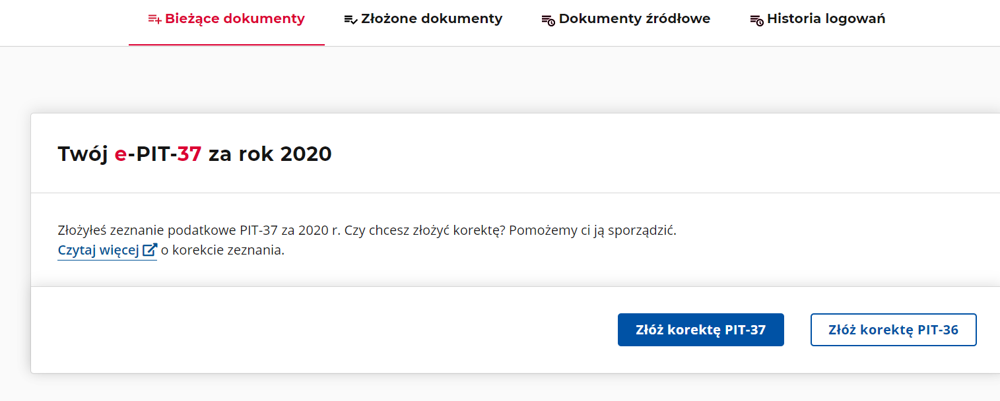 Bieżące dokumenty Złożone dokumenty Dokumenty źródłowe Historia logowań
Twój e-PIT-37 za rok 2020
Złożyłeś zeznanie podatkowe PIT-37 za 2020 r. Czy chcesz złożyć korektę? Pomożemy ci ją sporządzić.
Czytaj więcej o korekcie zeznania.
Złóż korektę PIT-37 Złóż korektę PIT-36